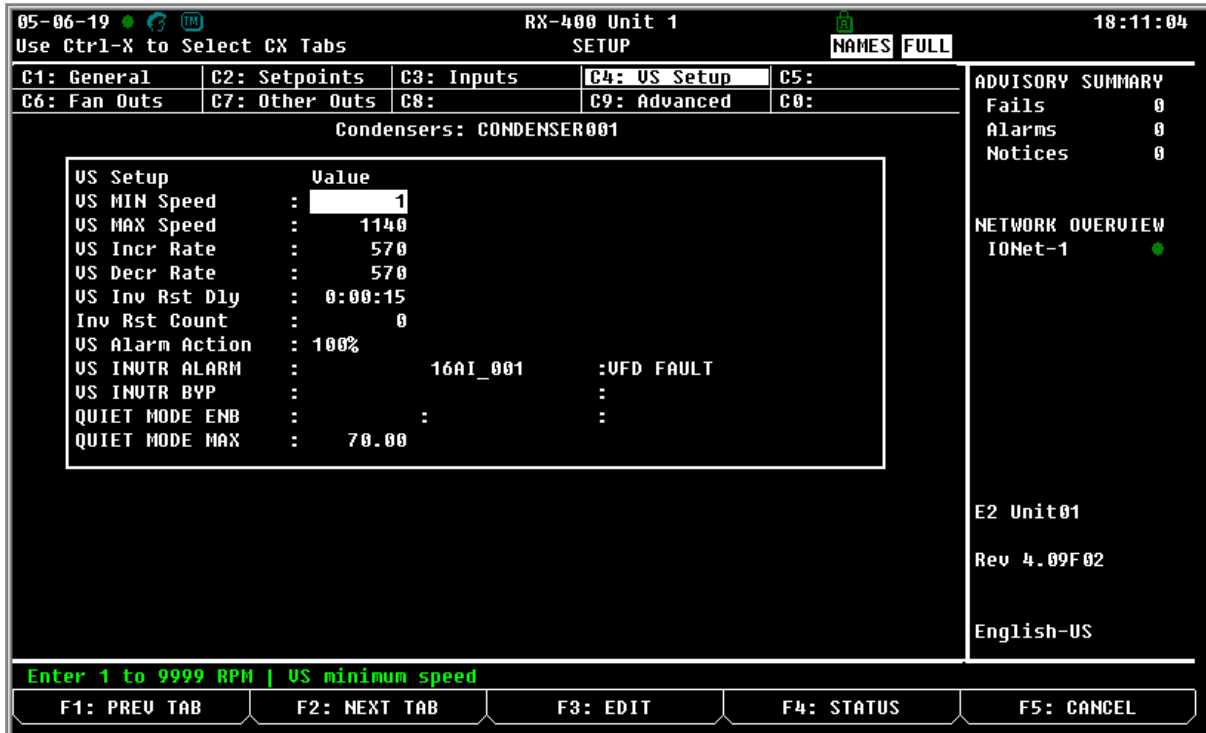 05-06-19 TM RX-400 Unit 1 A 18:11:04
Use Ctrl-X to Select CX Tabs SETUP NAMES FULL
C1: General C2: Setpoints C3: Inputs C4: VS Setup C5:
C6: Fan Outs C7: Other Outs C8: C9: Advanced C0:
Condensers: CONDENSER001
VS Setup Value
VS MIN Speed : 1
VS MAX Speed : 1140
VS Incr Rate : 570
VS Decr Rate : 570
VS Inv Rst Dly : 0:00:15
Inv Rst Count : 0
VS Alarm Action : 100%
VS INVTR ALARM : 16AI_001 :VFD FAULT
VS INVTR BYP : :
QUIET MODE ENB : : :
QUIET MODE MAX : 70.00
ADVISORY SUMMARY
Fails 0
Alarms 0
Notices 0
NETWORK OVERVIEW
IONet-1
E2 Unit01
Rev 4.09F02
English-US
Enter 1 to 9999 RPM | VS minimum speed
F1: PREV TAB F2: NEXT TAB F3: EDIT F4: STATUS F5: CANCEL